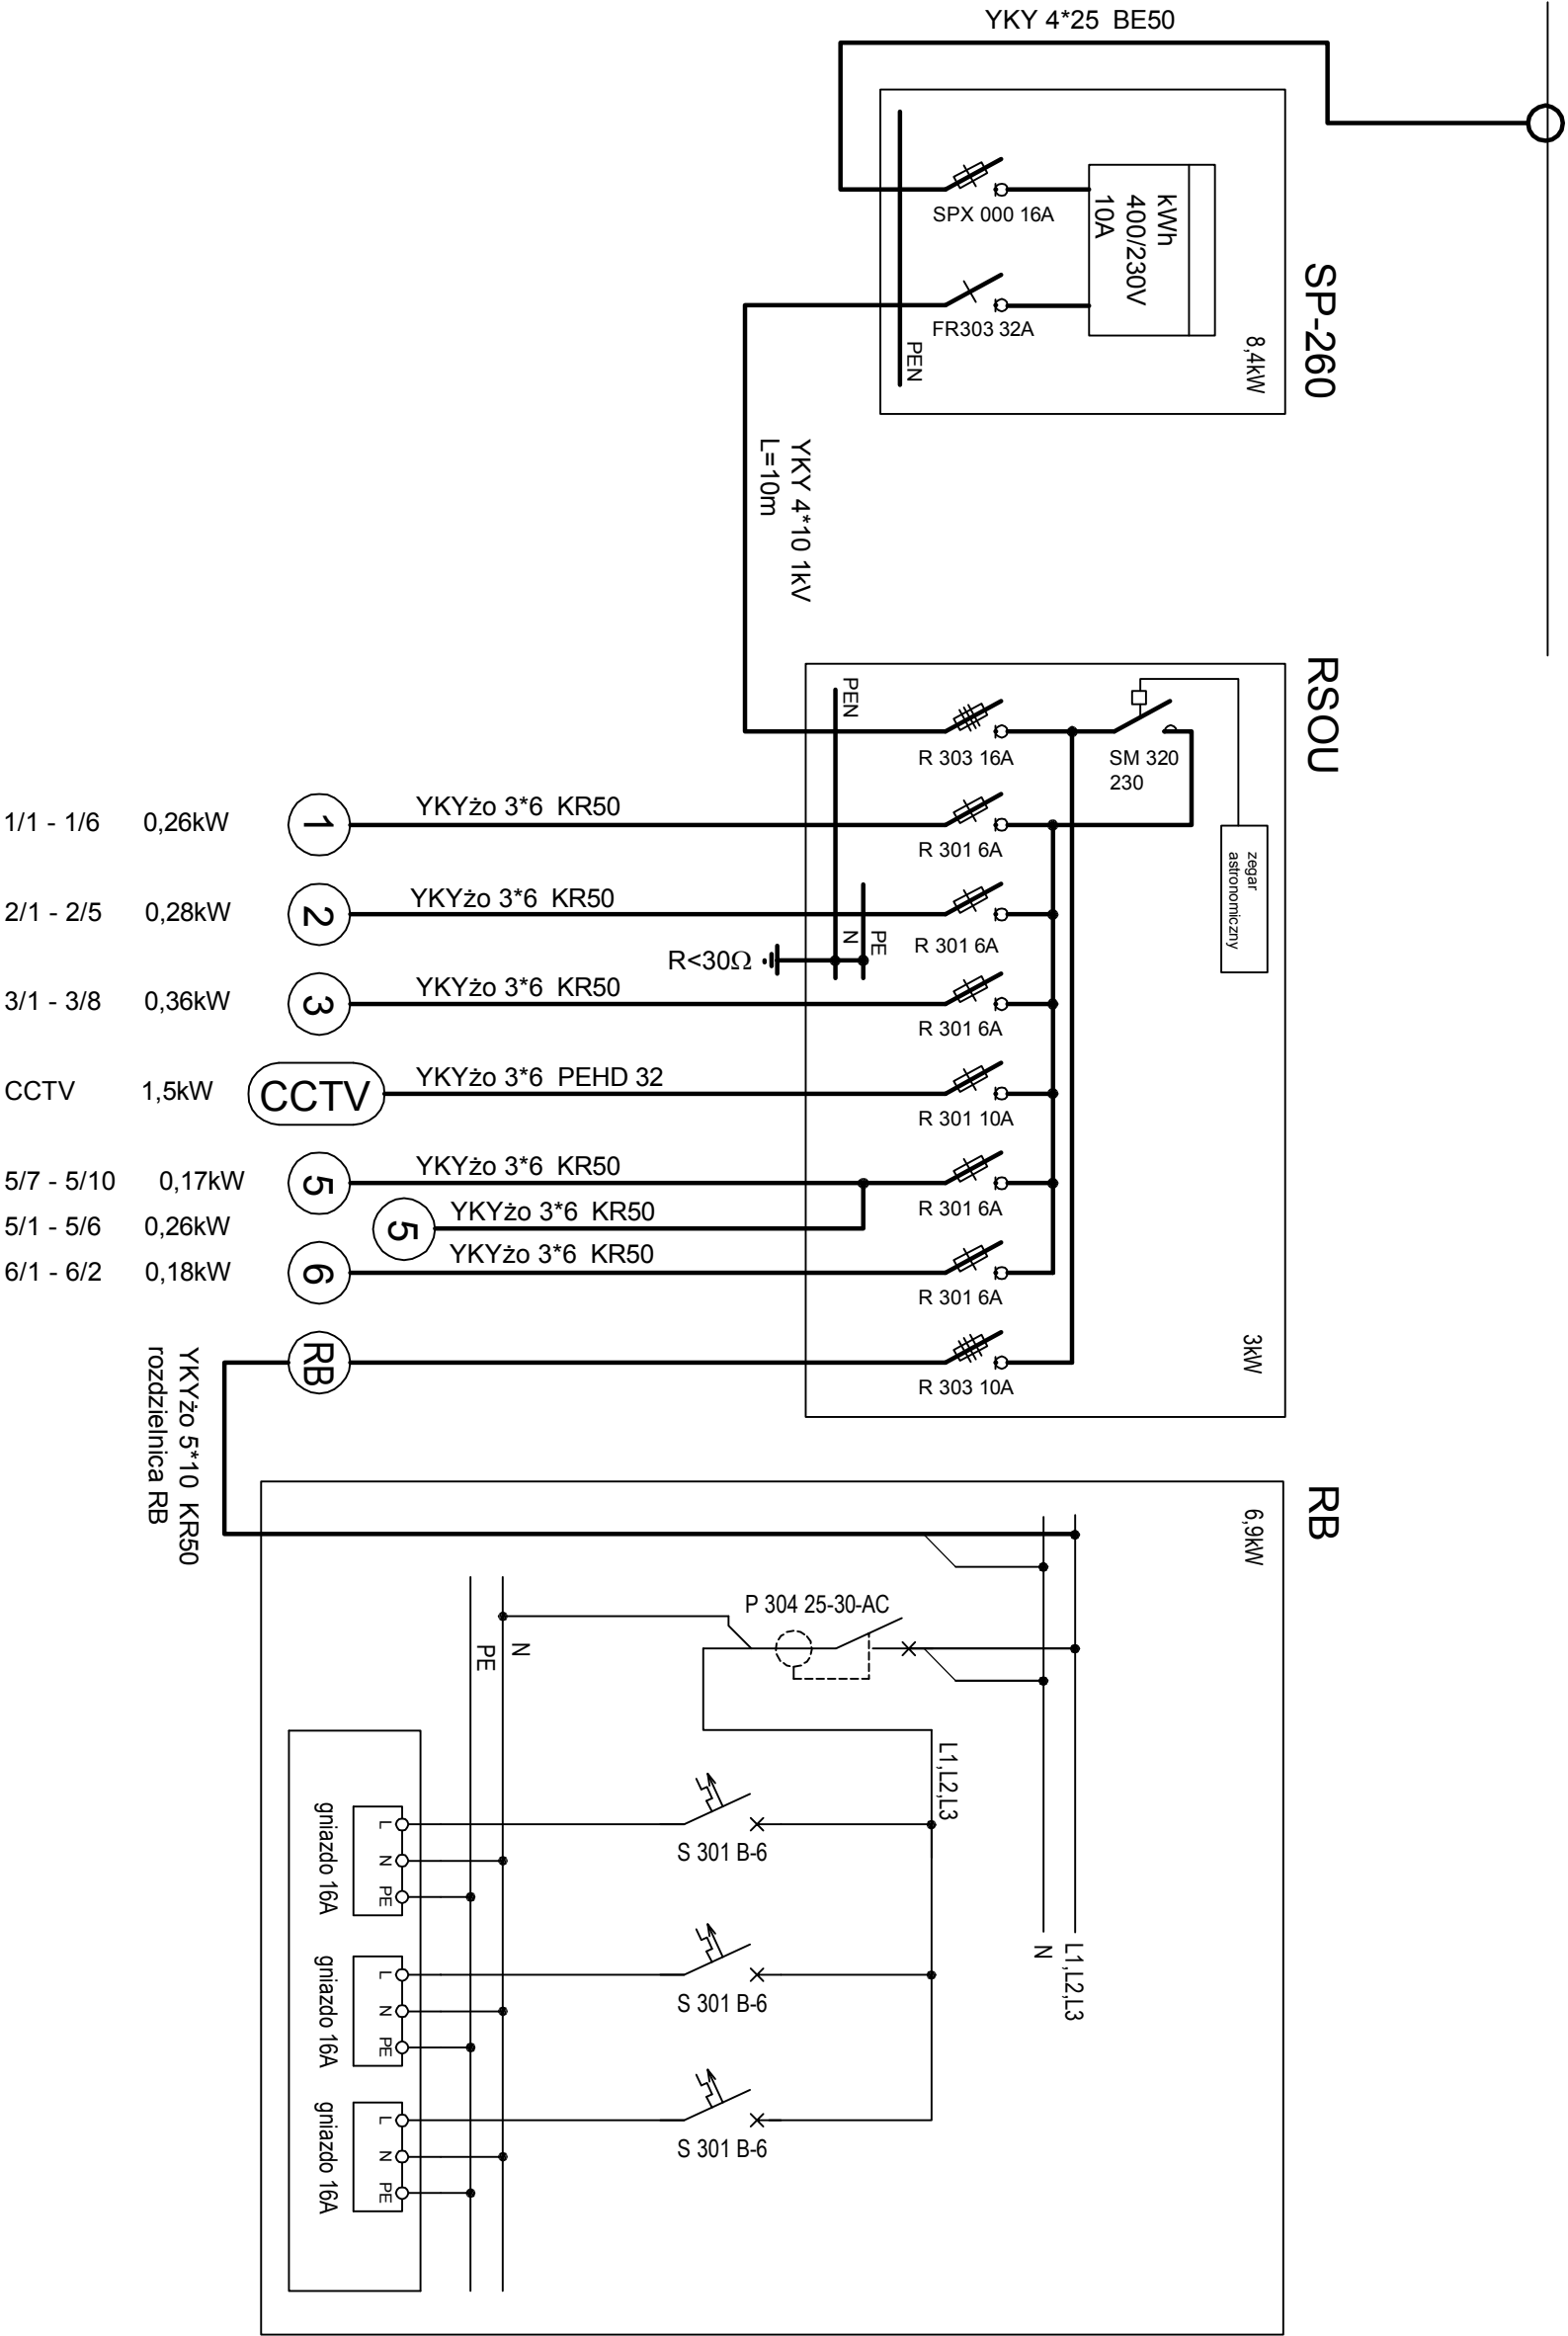 YKY 4*25 BE50
SP-260
8,4kW
kWh
400/230V
10A
SPX 000 16A
FR303 32A
PEN
YKY 4*10 1kV
L=10m
RSOU
PEN
R 303 16A
SM 320
230
zegar
astronomiczny
1/1 - 1/6 0,26kW
1
YKYżo 3*6 KR50
R 301 6A
2/1 - 2/5 0,28kW
2
YKYżo 3*6 KR50
R 301 6A
N
PE
R<30Ω
3/1 - 3/8 0,36kW
3
YKYżo 3*6 KR50
R 301 6A
CCTV 1,5kW
CCTV
YKYżo 3*6 PEHD 32
R 301 10A
5/7 - 5/10 0,17kW
5
YKYżo 3*6 KR50
R 301 6A
5/1 - 5/6 0,26kW
5
YKYżo 3*6 KR50
6/1 - 6/2 0,18kW
6
YKYżo 3*6 KR50
R 301 6A
3kW
RB
R 303 10A
YKYżo 5*10 KR50
rozdzielnica RB
RB
6,9kW
P 304 25-30-AC
N
PE
L1,L2,L3
L1,L2,L3
N
S 301 B-6
L
N
PE
gniazdo 16A
S 301 B-6
L
N
PE
gniazdo 16A
S 301 B-6
L
N
PE
gniazdo 16A